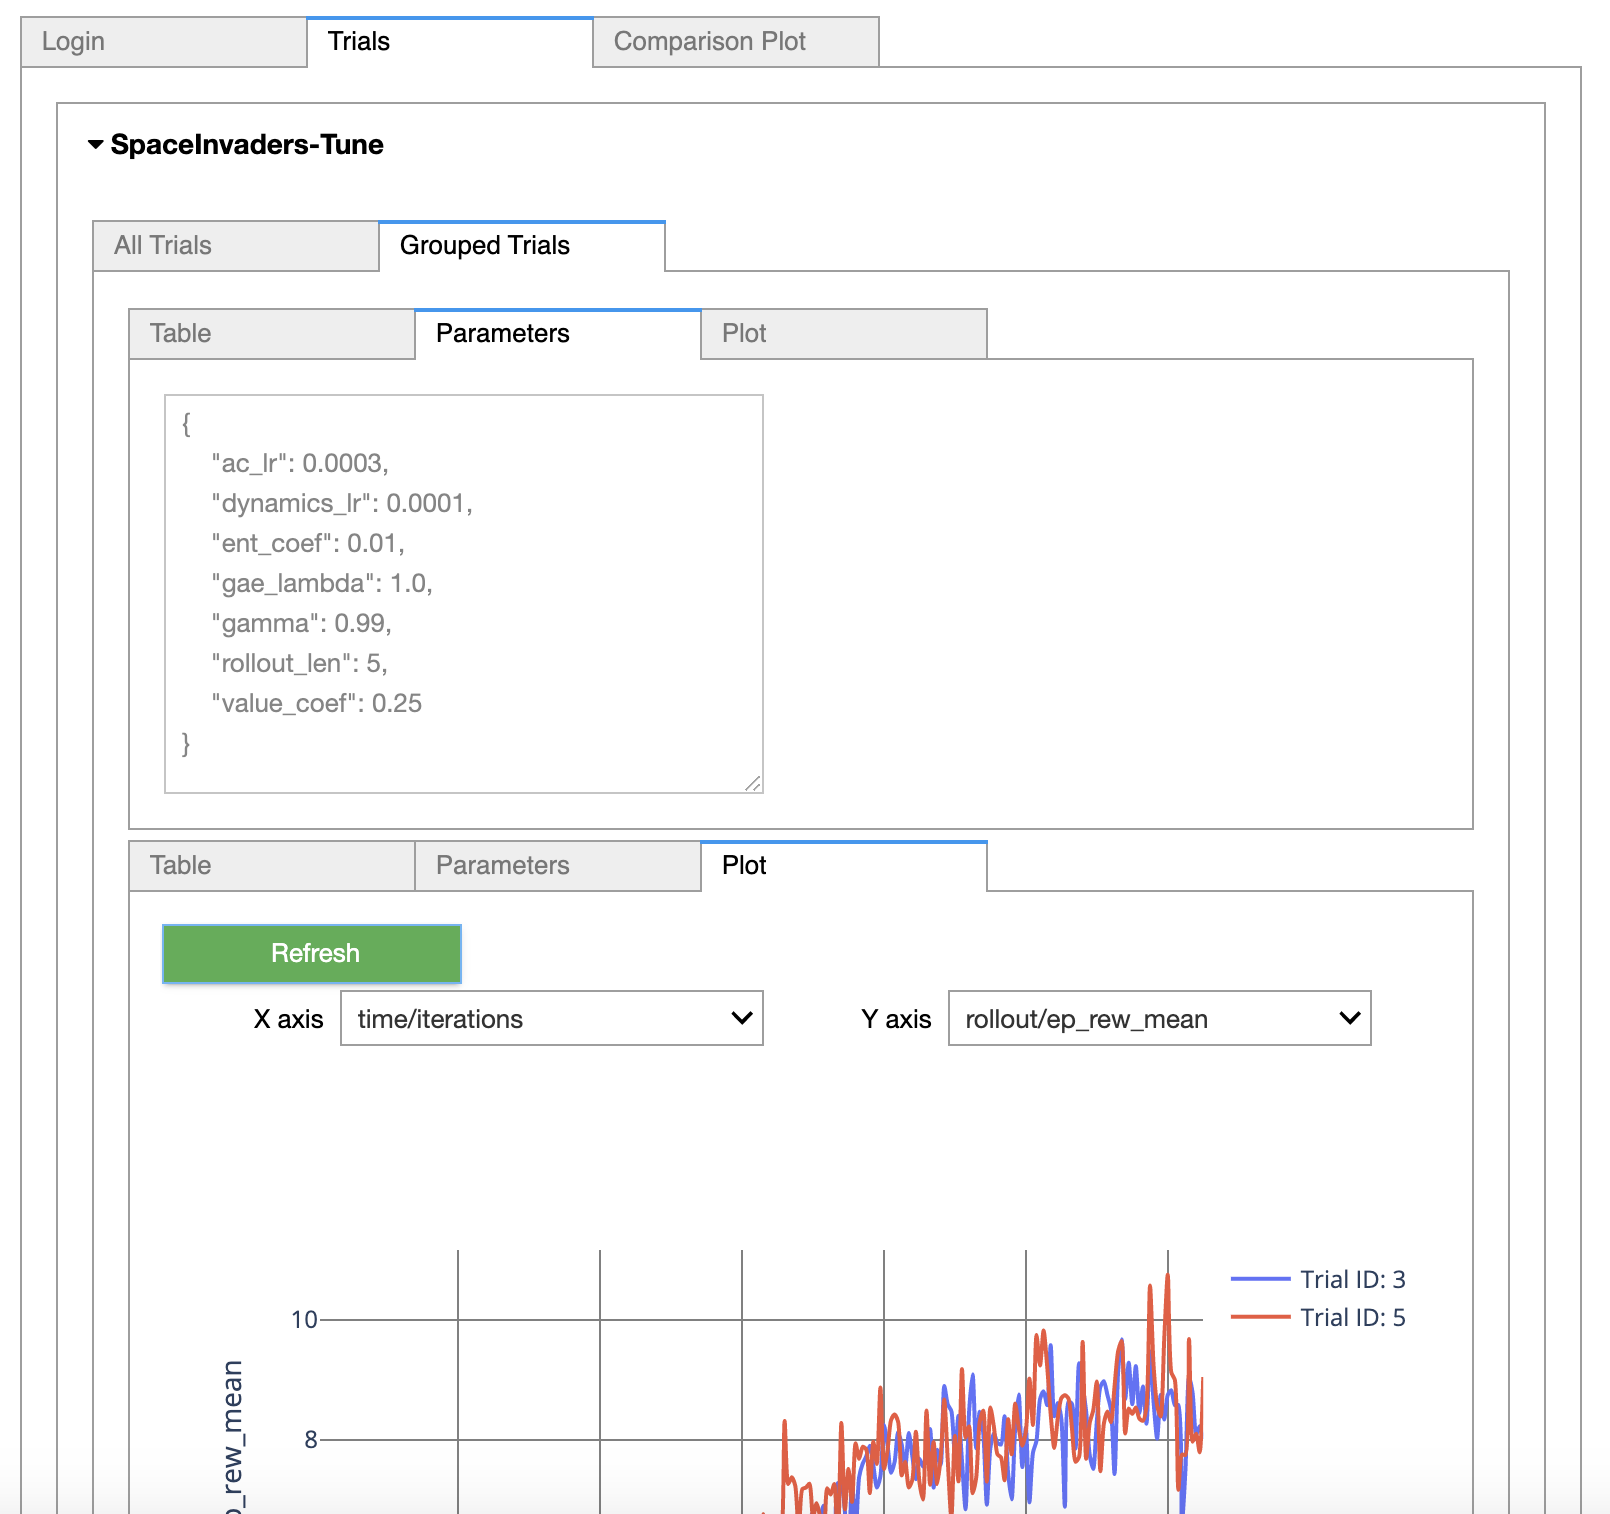 Login
Trials
Comparison Plot
SpaceInvaders-Tune
All Trials
Grouped Trials
Table
Parameters
Plot
{
"ac_lr": 0.0003,
"dynamics_lr": 0.0001,
"ent_coef": 0.01,
"gae_lambda": 1.0,
"gamma": 0.99,
"rollout_len": 5,
"value_coef": 0.25
}
Table
Parameters
Plot
Refresh
X axis
time/iterations
Y axis
rollout/ep_rew_mean
Trial ID: 3
Trial ID: 5
10
8
p_rew_mean